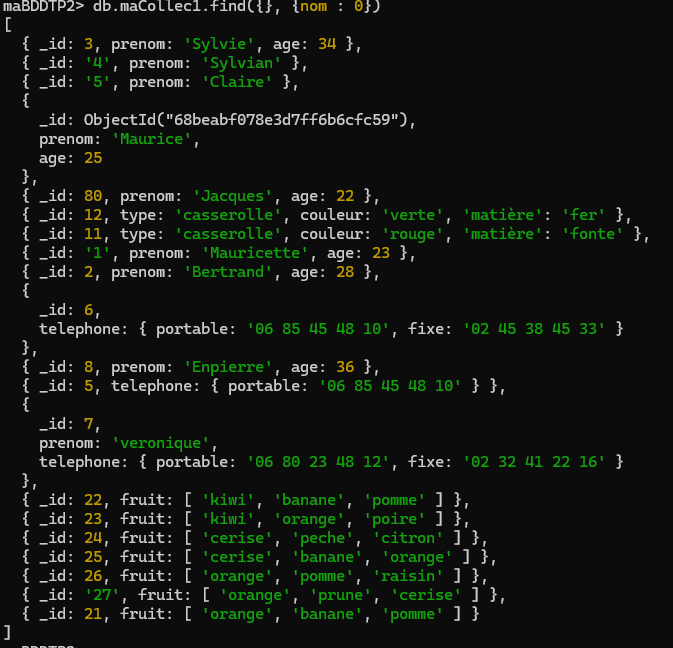 maBDDTP2> db.maCollec1.find({}, {nom : 0})
[
  { _id: 3, prenom: 'Sylvie', age: 34 },
  { _id: '4', prenom: 'Sylvian' },
  { _id: '5', prenom: 'Claire' },
  {
    _id: ObjectId("68beabf078e3d7ff6b6cfc59"),
    prenom: 'Maurice',
    age: 25
  },
  { _id: 80, prenom: 'Jacques', age: 22 },
  { _id: 12, type: 'casserolle', couleur: 'verte', 'matière': 'fer' },
  { _id: 11, type: 'casserolle', couleur: 'rouge', 'matière': 'fonte' },
  { _id: '1', prenom: 'Mauricette', age: 23 },
  { _id: 2, prenom: 'Bertrand', age: 28 },
  {
    _id: 6,
    telephone: { portable: '06 85 45 48 10', fixe: '02 45 38 45 33' }
  },
  { _id: 8, prenom: 'Enpierre', age: 36 },
  { _id: 5, telephone: { portable: '06 85 45 48 10' } },
  {
    _id: 7,
    prenom: 'veronique',
    telephone: { portable: '06 80 23 48 12', fixe: '02 32 41 22 16' }
  },
  { _id: 22, fruit: [ 'kiwi', 'banane', 'pomme' ] },
  { _id: 23, fruit: [ 'kiwi', 'orange', 'poire' ] },
  { _id: 24, fruit: [ 'cerise', 'peche', 'citron' ] },
  { _id: 25, fruit: [ 'cerise', 'banane', 'orange' ] },
  { _id: 26, fruit: [ 'orange', 'pomme', 'raisin' ] },
  { _id: '27', fruit: [ 'orange', 'prune', 'cerise' ] },
  { _id: 21, fruit: [ 'orange', 'banane', 'pomme' ] }
]